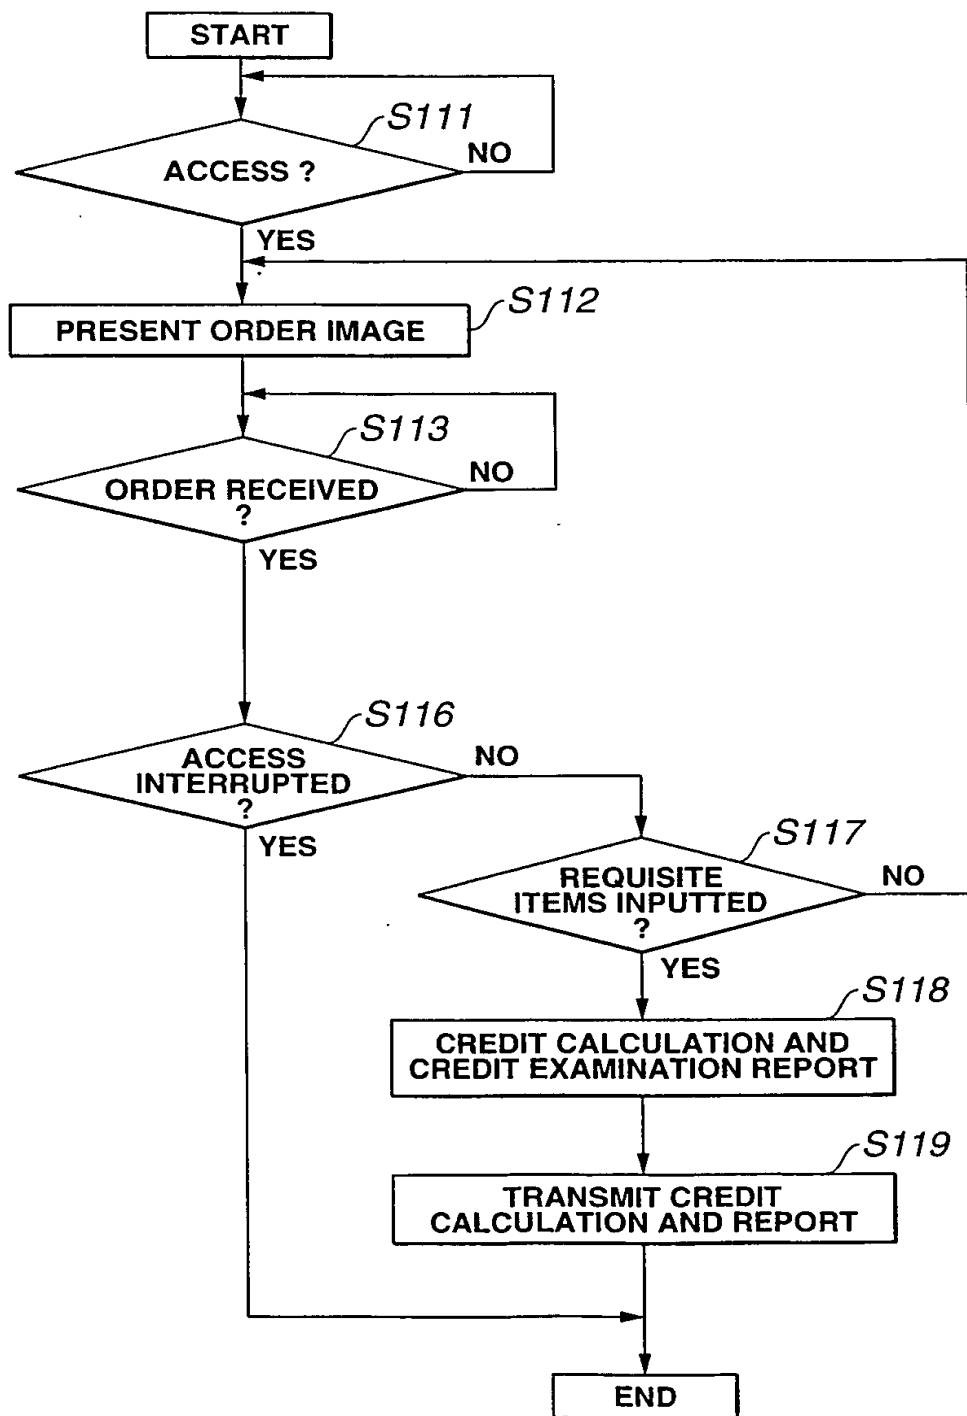 START
S111
ACCESS ?
NO
YES
S112
PRESENT ORDER IMAGE
S113
ORDER RECEIVED
?
NO
YES
S116
ACCESS
INTERRUPTED
?
NO
YES
S117
REQUISITE
ITEMS INPUTTED
?
NO
YES
S118
CREDIT CALCULATION AND
CREDIT EXAMINATION REPORT
S119
TRANSMIT CREDIT
CALCULATION AND REPORT
END